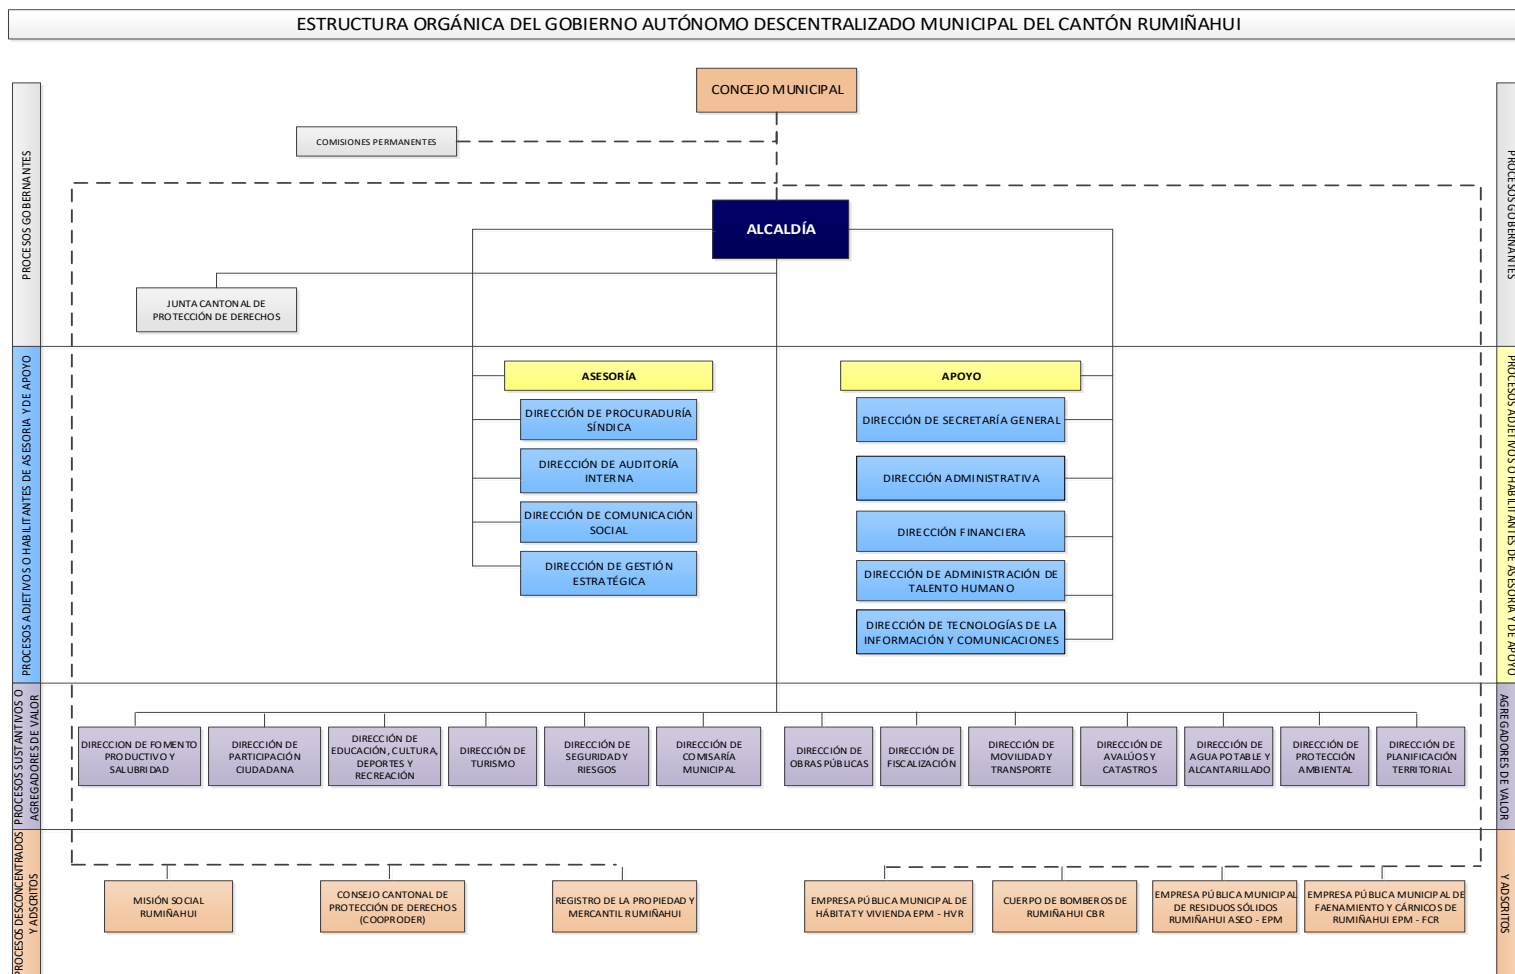 ESTRUCTURA ORGÁNICA DEL GOBIERNO AUTÓNOMO DESCENTRALIZADO MUNICIPAL DEL CANTÓN RUMIÑAHUI
CONCEJO MUNICIPAL
COMISIONES PERMANENTES
PROCESOS GOBERNANTES
PROCESOS GOBERNANTES
ALCALDÍA
JUNTA CANTONAL DE
PROTECCIÓN DE DERECHOS
PROCESOS ADJETIVOS O HABILITANTES DE ASESORIA Y DE APOYO
PROCESOS ADJETIVOS O HABILITANTES DE ASESORIA Y DE APOYO
ASESORÍA
DIRECCIÓN DE PROCURADURÍA
SÍNDICA
DIRECCIÓN DE AUDITORÍA
INTERNA
DIRECCIÓN DE COMUNICACIÓN
SOCIAL
DIRECCIÓN DE GESTIÓN
ESTRATÉGICA
APOYO
DIRECCIÓN DE SECRETARÍA GENERAL
DIRECCIÓN ADMINISTRATIVA
DIRECCIÓN FINANCIERA
DIRECCIÓN DE ADMINISTRACIÓN DE
TALENTO HUMANO
DIRECCIÓN DE TECNOLOGÍAS DE LA
INFORMACIÓN Y COMUNICACIONES
PROCESOS SUSTANTIVOS O
AGREGADORES DE VALOR
AGREGADORES DE VALOR
DIRECCION DE FOMENTO
PRODUCTIVO Y
SALUBRIDAD
DIRECCIÓN DE
PARTICIPACIÓN
CIUDADANA
DIRECCIÓN DE
EDUCACIÓN, CULTURA,
DEPORTES Y
RECREACIÓN
DIRECCIÓN DE
TURISMO
DIRECCIÓN DE
SEGURIDAD Y
RIESGOS
DIRECCIÓN DE
COMISARÍA
MUNICIPAL
DIRECCIÓN DE
OBRAS PÚBLICAS
DIRECCIÓN DE
FISCALIZACIÓN
DIRECCIÓN DE
MOVILIDAD Y
TRANSPORTE
DIRECCIÓN DE
AVALÚOS Y
CATASTROS
DIRECCIÓN DE
AGUA POTABLE Y
ALCANTARILLADO
DIRECCIÓN DE
PROTECCIÓN
AMBIENTAL
DIRECCIÓN DE
PLANIFICACIÓN
TERRITORIAL
PROCESOS DESCONCENTRADOS
Y ADSCRITOS
Y ADSCRITOS
MISIÓN SOCIAL
RUMIÑAHUI
CONSEJO CANTONAL DE
PROTECCIÓN DE DERECHOS
(COOPRODER)
REGISTRO DE LA PROPIEDAD Y
MERCANTIL RUMIÑAHUI
EMPRESA PÚBLICA MUNICIPAL DE
HÁBITAT Y VIVIENDA EPM - HVR
CUERPO DE BOMBEROS DE
RUMIÑAHUI CBR
EMPRESA PÚBLICA MUNICIPAL
DE RESIDUOS SÓLIDOS
RUMIÑAHUI ASEO - EPM
EMPRESA PÚBLICA MUNICIPAL DE
FAENAMIENTO Y CÁRNICOS DE
RUMIÑAHUI EPM - FCR